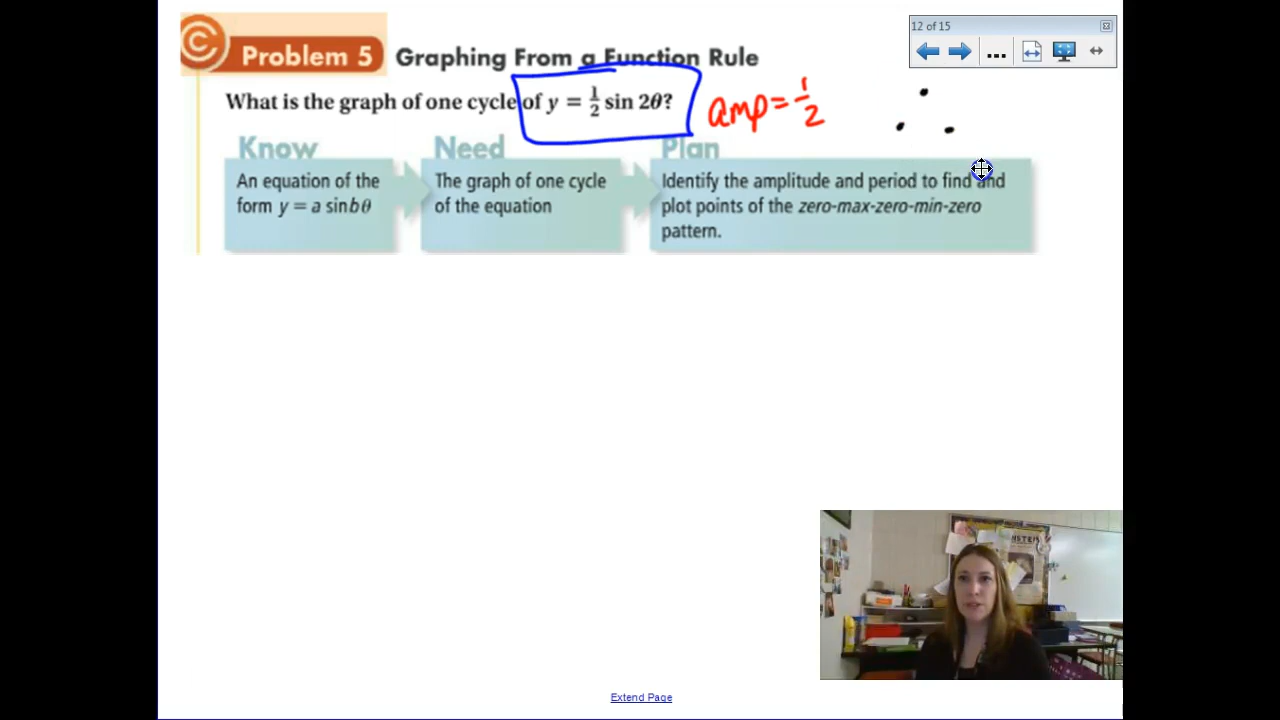 12 of 15
Problem 5 Graphing From a Function Rule
What is the graph of one cycle of y = 1/2 sin 2θ?
amp = 1/2
Know
An equation of the
form y = a sin bθ
Need
The graph of one cycle
of the equation
Plan
Identify the amplitude and period to find and
plot points of the zero-max-zero-min-zero
pattern.
Extend Page